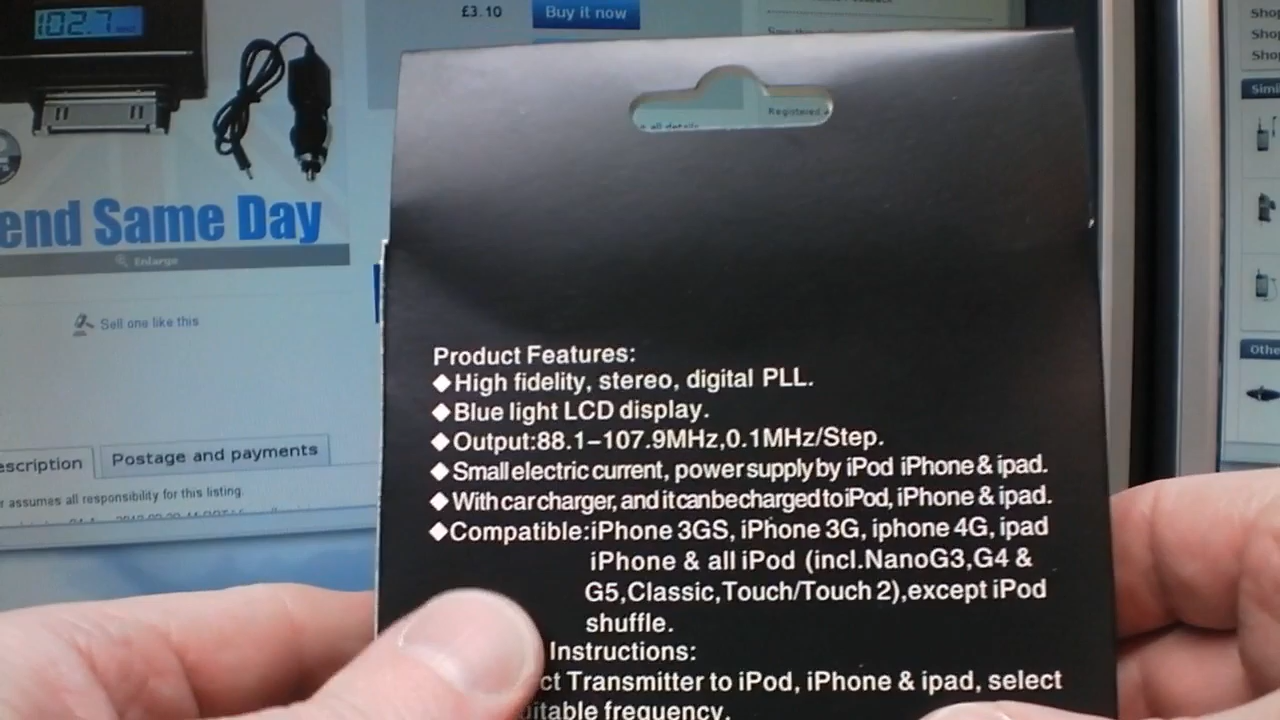 102.7
£3.10
Buy it now
end Same Day
Enlarge
Sell one like this
escription
Postage and payments
r assumes all responsibility for this listing.
all details
Registered
Shop
Shop
Shop
Simi
Othe
Product Features:
◆High fidelity, stereo, digital PLL.
◆Blue light LCD display.
◆Output:88.1–107.9MHz,0.1MHz/Step.
◆Small electric current, power supply by iPod iPhone & ipad.
◆With car charger, and it can be charged to iPod, iPhone & ipad.
◆Compatible:iPhone 3GS, iPhone 3G, iphone 4G, ipad
iPhone & all iPod (incl.NanoG3,G4 &
G5,Classic,Touch/Touch 2),except iPod
shuffle.
Instructions:
ct Transmitter to iPod, iPhone & ipad, select
itable frequency.